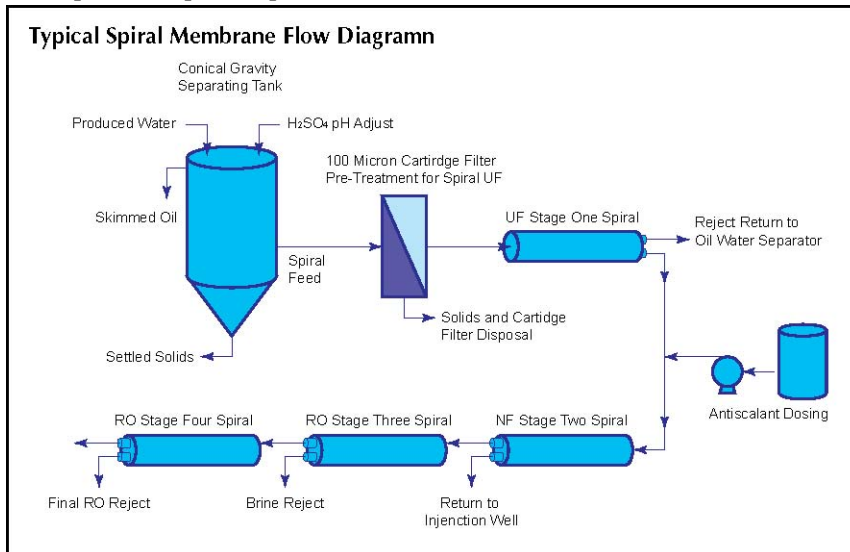 Typical Spiral Membrane Flow Diagramn
Conical Gravity
Separating Tank
Produced Water
H₂SO₄ pH Adjust
100 Micron Cartirdge Filter
Pre-Treatment for Spiral UF
Skimmed Oil
UF Stage One Spiral
Reject Return to
Oil Water Separator
Spiral
Feed
Solids and Cartidge
Filter Disposal
Settled Solids
Antiscalant Dosing
RO Stage Four Spiral
RO Stage Three Spiral
NF Stage Two Spiral
Final RO Reject
Brine Reject
Return to
Injenction Well